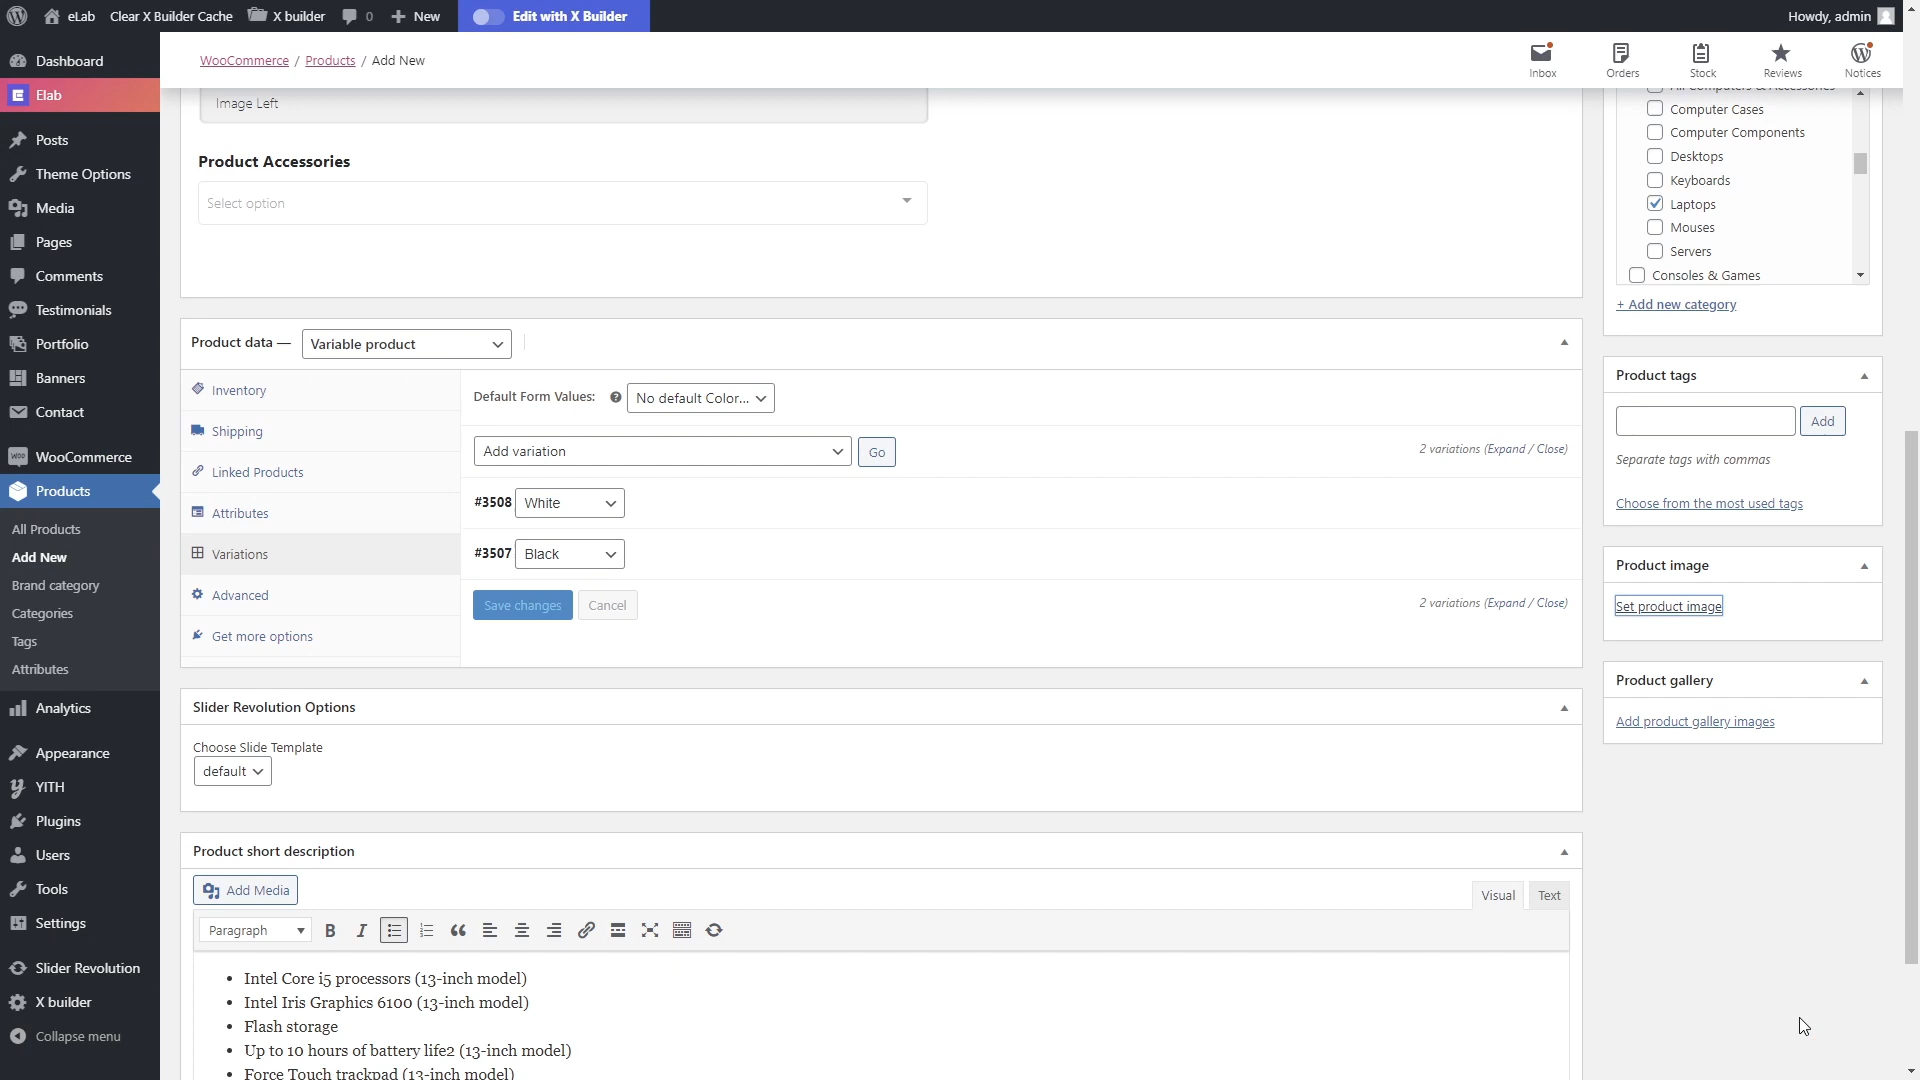 eLab
Clear X Builder Cache
X builder
0
New
Edit with X Builder
Howdy, admin
Dashboard
Elab
Posts
Theme Options
Media
Pages
Comments
Testimonials
Portfolio
Banners
Contact
WooCommerce
Products
All Products
Add New
Brand category
Categories
Tags
Attributes
Analytics
Appearance
YITH
Plugins
Users
Tools
Settings
Slider Revolution
X builder
Collapse menu
WooCommerce / Products / Add New
Inbox
Orders
Stock
Reviews
Notices
Image Left
Product Accessories
Select option
Product data —
Variable product
Inventory
Shipping
Linked Products
Attributes
Variations
Advanced
Get more options
Default Form Values:
No default Color...
Add variation
Go
2 variations (Expand / Close)
#3508
White
#3507
Black
Save changes
Cancel
2 variations (Expand / Close)
Slider Revolution Options
Choose Slide Template
default
Product short description
Add Media
Visual
Text
Paragraph
• Intel Core i5 processors (13-inch model)
• Intel Iris Graphics 6100 (13-inch model)
• Flash storage
• Up to 10 hours of battery life2 (13-inch model)
• Force Touch trackpad (13-inch model)
All Computers & Accessories
Computer Cases
Computer Components
Desktops
Keyboards
Laptops
Mouses
Servers
Consoles & Games
+ Add new category
Product tags
Add
Separate tags with commas
Choose from the most used tags
Product image
Set product image
Product gallery
Add product gallery images